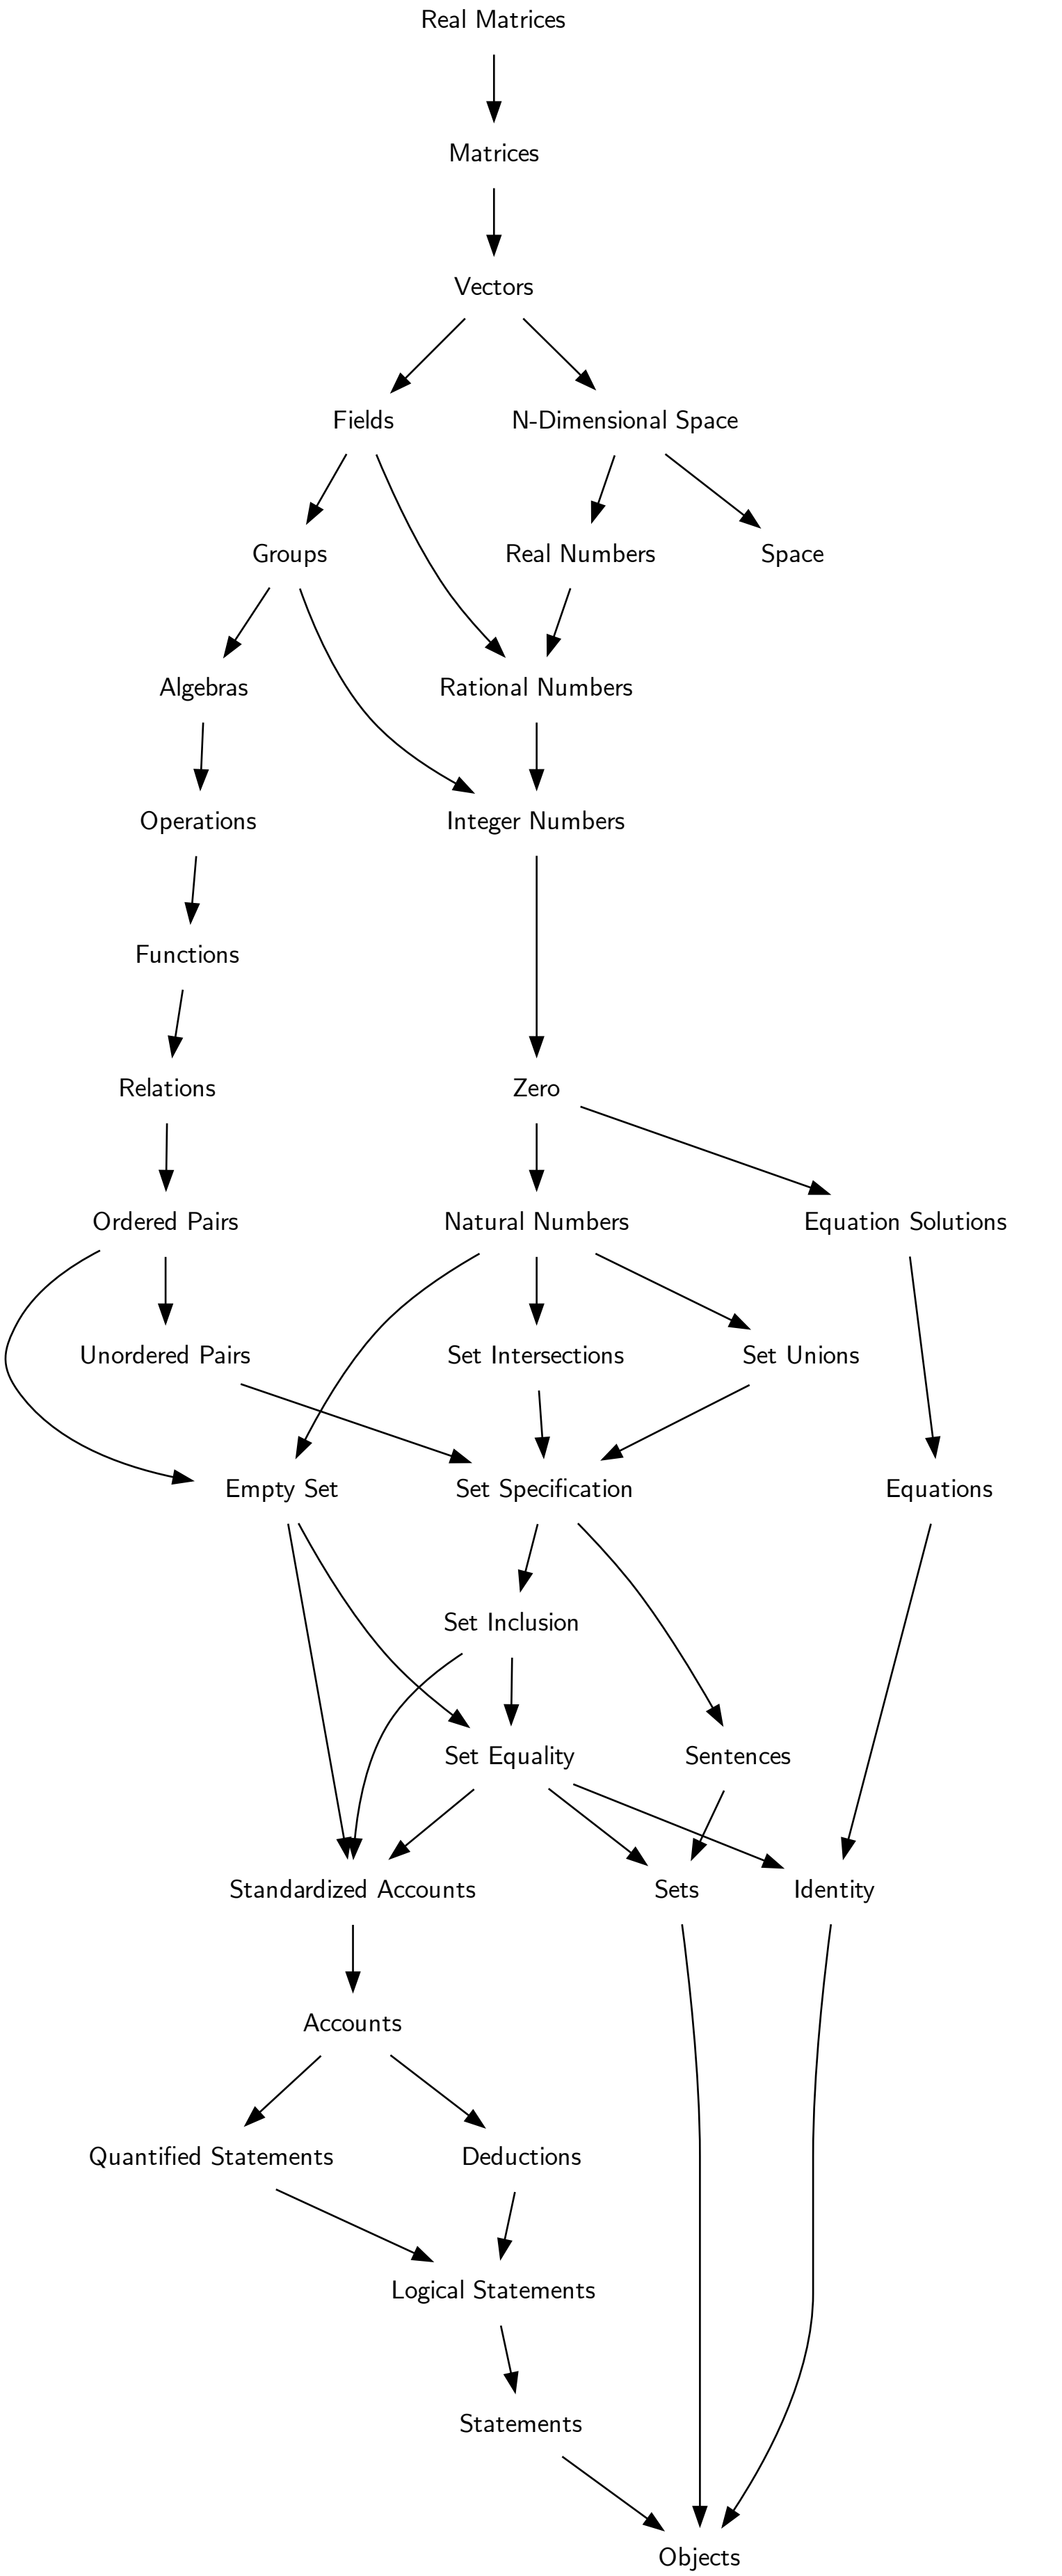 Real Matrices
Matrices
Vectors
Fields
N-Dimensional Space
Groups
Real Numbers
Space
Algebras
Rational Numbers
Operations
Integer Numbers
Functions
Relations
Zero
Ordered Pairs
Natural Numbers
Equation Solutions
Unordered Pairs
Set Intersections
Set Unions
Empty Set
Set Specification
Equations
Set Inclusion
Set Equality
Sentences
Standardized Accounts
Sets
Identity
Accounts
Quantified Statements
Deductions
Logical Statements
Statements
Objects